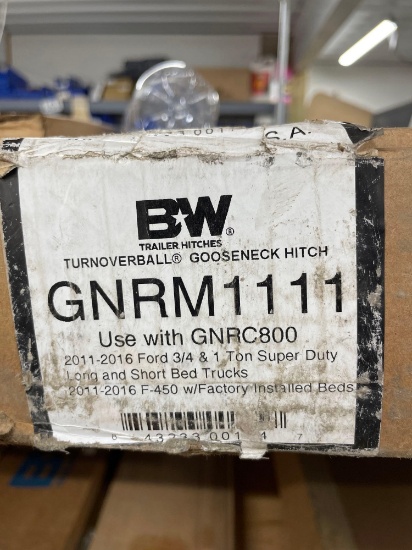 S.A.
B★W®
TRAILER HITCHES
TURNOVERBALL® GOOSENECK HITCH
GNRM1111
Use with GNRC800
2011-2016 Ford 3/4 & 1 Ton Super Duty
Long and Short Bed Trucks
2011-2016 F-450 w/Factory Installed Beds